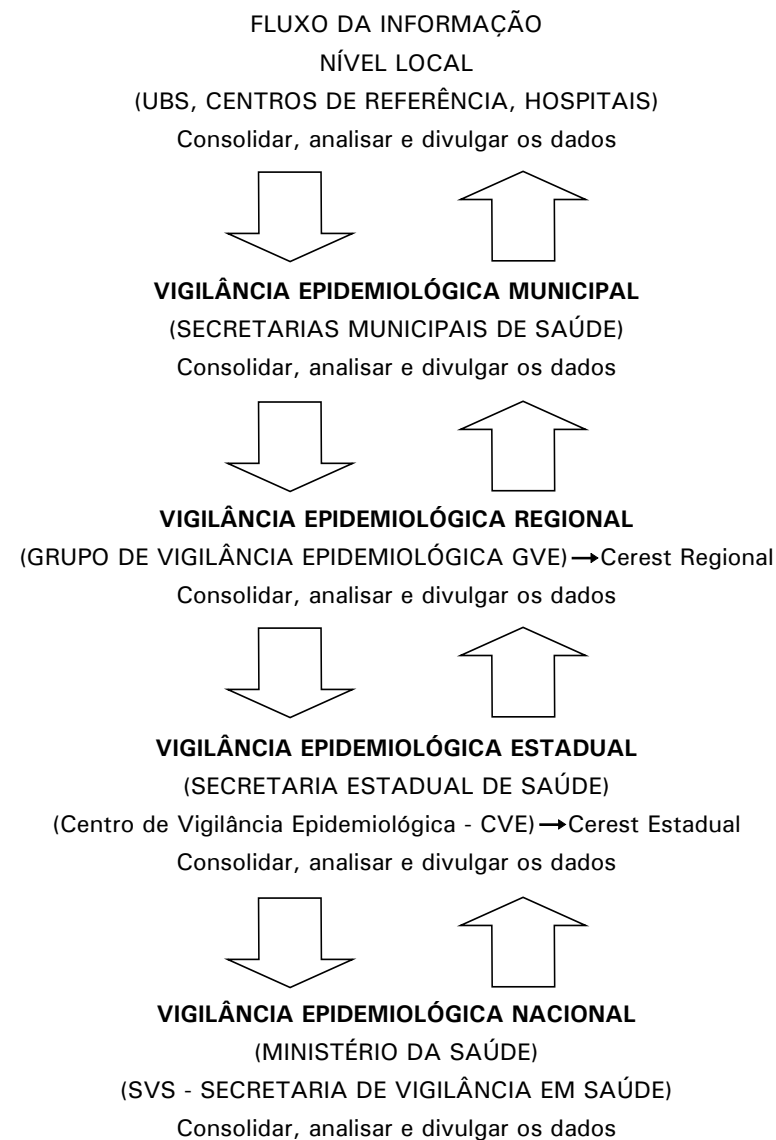 FLUXO DA INFORMAÇÃO
NÍVEL LOCAL
(UBS, CENTROS DE REFERÊNCIA, HOSPITAIS)
Consolidar, analisar e divulgar os dados
VIGILÂNCIA EPIDEMIOLÓGICA MUNICIPAL
(SECRETARIAS MUNICIPAIS DE SAÚDE)
Consolidar, analisar e divulgar os dados
VIGILÂNCIA EPIDEMIOLÓGICA REGIONAL
(GRUPO DE VIGILÂNCIA EPIDEMIOLÓGICA GVE)→Cerest Regional
Consolidar, analisar e divulgar os dados
VIGILÂNCIA EPIDEMIOLÓGICA ESTADUAL
(SECRETARIA ESTADUAL DE SAÚDE)
(Centro de Vigilância Epidemiológica - CVE)→Cerest Estadual
Consolidar, analisar e divulgar os dados
VIGILÂNCIA EPIDEMIOLÓGICA NACIONAL
(MINISTÉRIO DA SAÚDE)
(SVS - SECRETARIA DE VIGILÂNCIA EM SAÚDE)
Consolidar, analisar e divulgar os dados